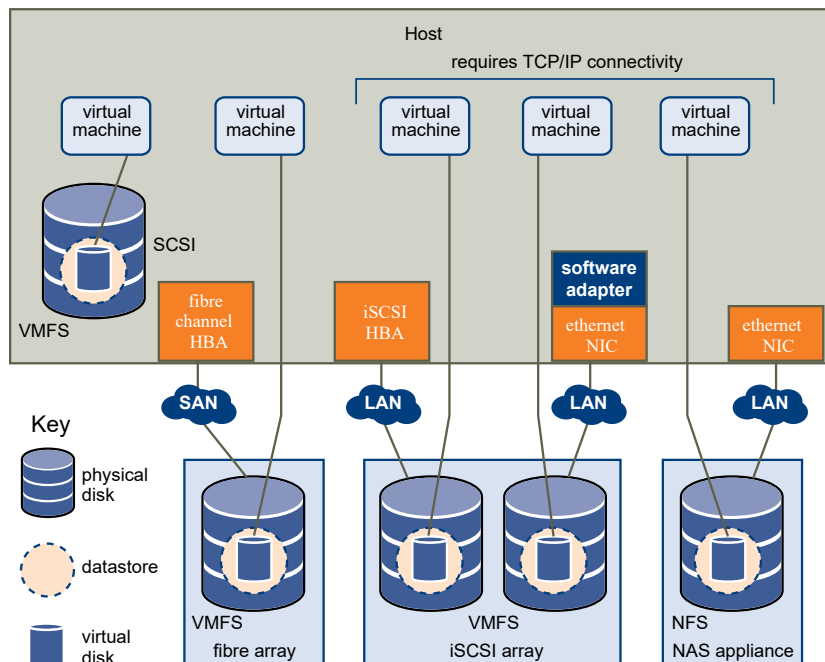 Host
requires TCP/IP connectivity
virtual
machine
virtual
machine
virtual
machine
virtual
machine
virtual
machine
SCSI
VMFS
fibre
channel
HBA
iSCSI
HBA
software
adapter
ethernet
NIC
ethernet
NIC
SAN
LAN
LAN
LAN
Key
physical
disk
datastore
virtual
disk
VMFS
fibre array
VMFS
iSCSI array
NFS
NAS appliance